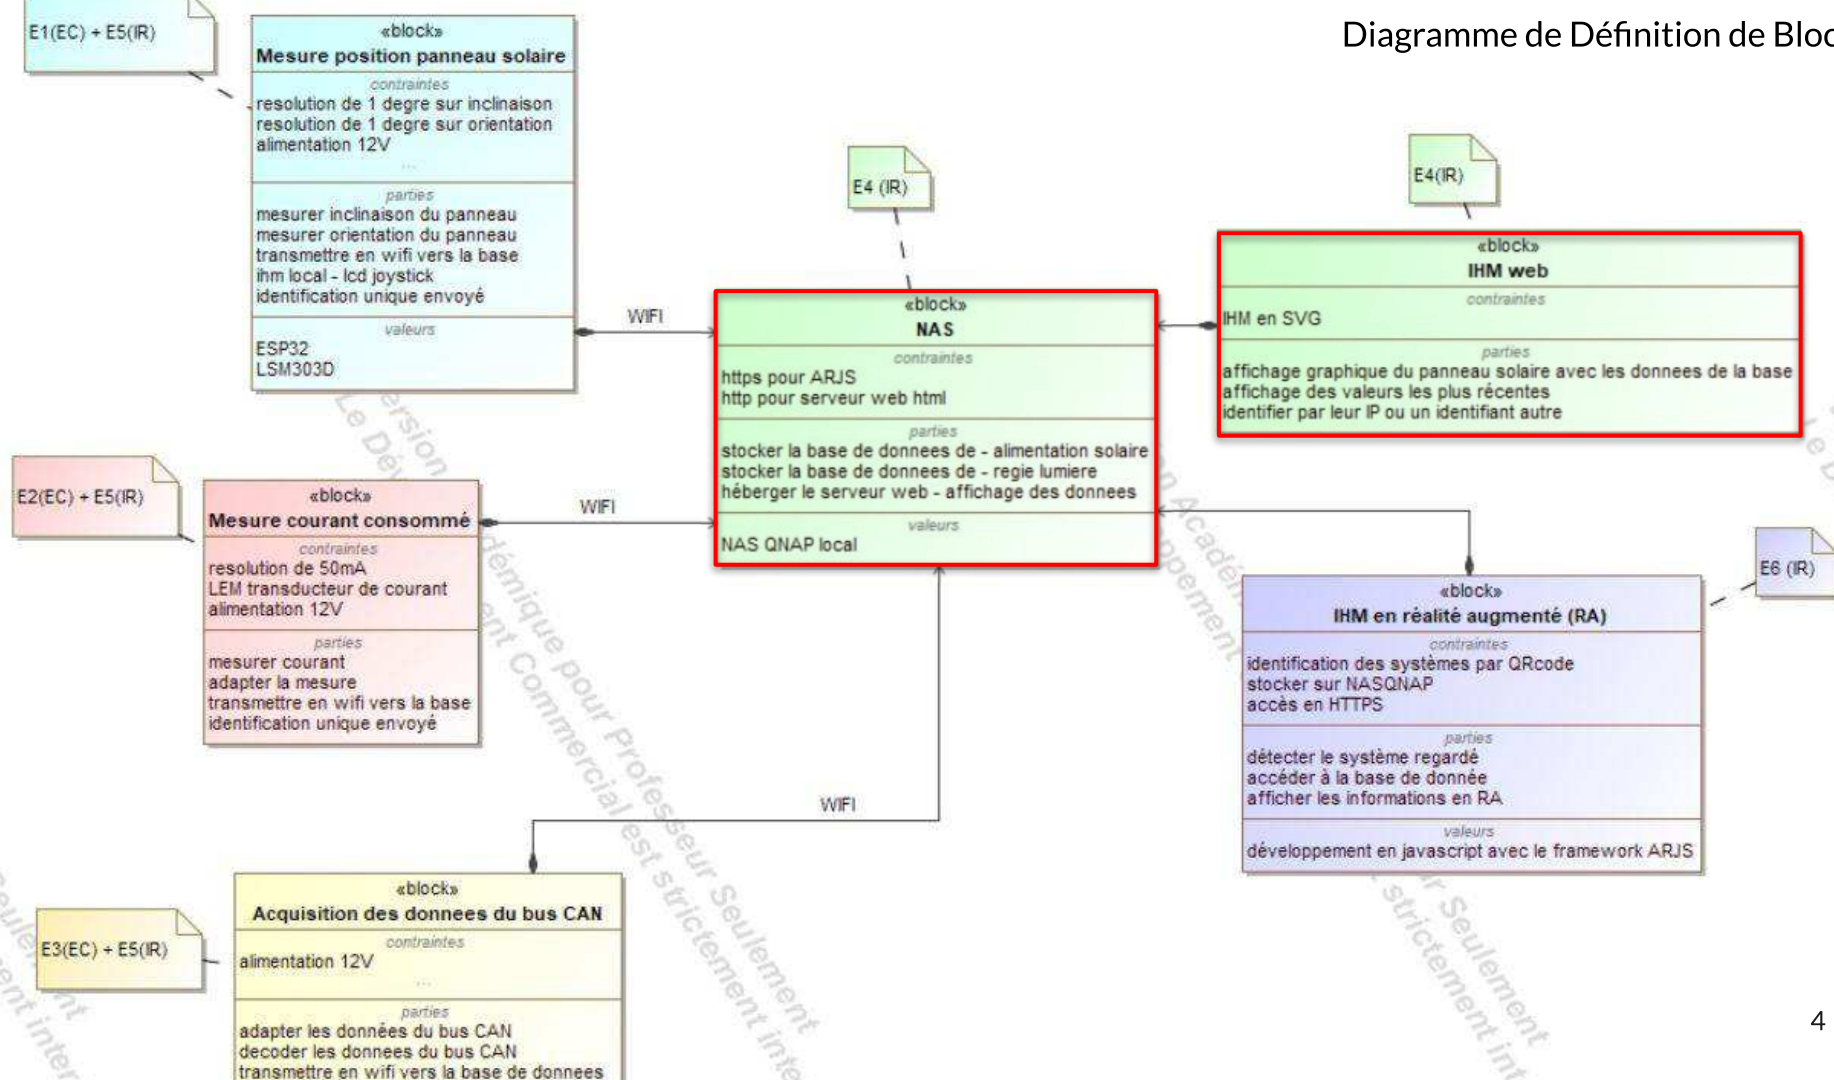 Diagramme de Définition de Bloc
E1(EC) + E5(IR)
«block»
Mesure position panneau solaire
contraintes
resolution de 1 degre sur inclinaison
resolution de 1 degre sur orientation
alimentation 12V
...
parties
mesurer inclinaison du panneau
mesurer orientation du panneau
transmettre en wifi vers la base
ihm local - lcd joystick
identification unique envoyé
valeurs
ESP32
LSM303D
WIFI
E4 (IR)
«block»
NAS
contraintes
https pour ARJS
http pour serveur web html
parties
stocker la base de donnees de - alimentation solaire
stocker la base de donnees de - regie lumiere
héberger le serveur web - affichage des donnees
valeurs
NAS QNAP local
E4(IR)
«block»
IHM web
contraintes
IHM en SVG
parties
affichage graphique du panneau solaire avec les donnees de la base
affichage des valeurs les plus récentes
identifier par leur IP ou un identifiant autre
E2(EC) + E5(IR)
«block»
Mesure courant consommé
contraintes
resolution de 50mA
LEM transducteur de courant
alimentation 12V
parties
mesurer courant
adapter la mesure
transmettre en wifi vers la base
identification unique envoyé
WIFI
E6 (IR)
«block»
IHM en réalité augmenté (RA)
contraintes
identification des systèmes par QRcode
stocker sur NASQNAP
accès en HTTPS
parties
détecter le système regardé
accéder à la base de donnée
afficher les informations en RA
valeurs
développement en javascript avec le framework ARJS
WIFI
E3(EC) + E5(IR)
«block»
Acquisition des donnees du bus CAN
contraintes
alimentation 12V
...
parties
adapter les données du bus CAN
decoder les donnees du bus CAN
transmettre en wifi vers la base de donnees
4